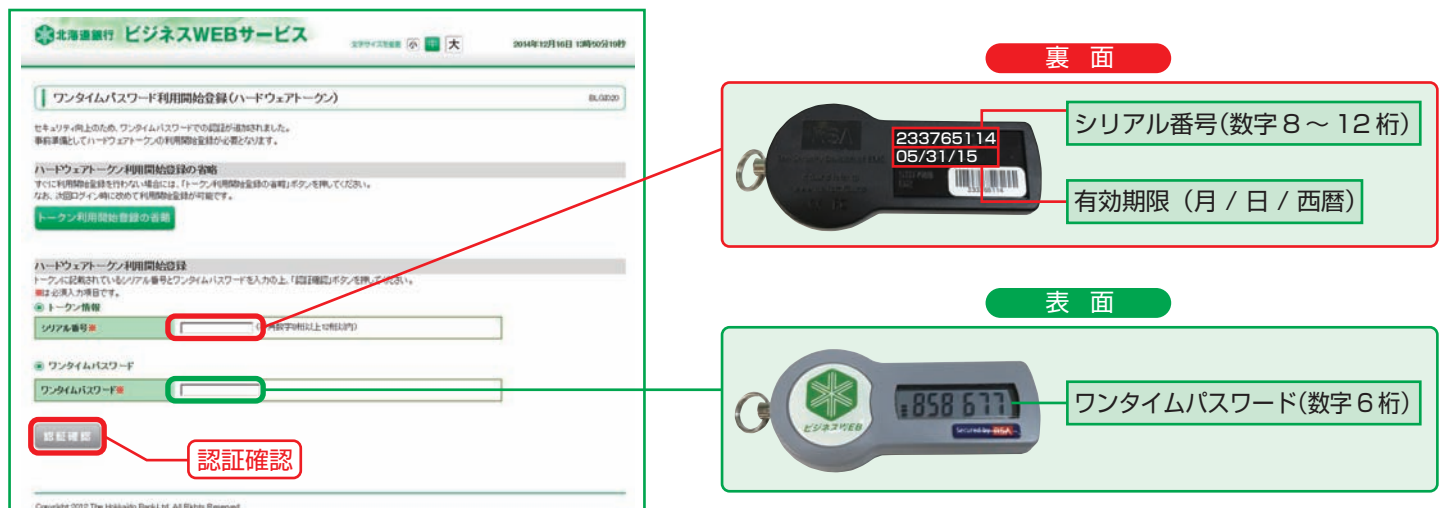 北海道銀行 ビジネスWEBサービス
文字サイズを変更 小 中 大
2014年12月16日 13時50分19秒
ワンタイムパスワード利用開始登録(ハードウェアトークン)
BLGI020
セキュリティ向上のため、ワンタイムパスワードでの認証が追加されました。
事前準備としてハードウェアトークンの利用開始登録が必要となります。
ハードウェアトークン利用開始登録の省略
すぐに利用開始登録を行わない場合には、「トークン利用開始登録の省略」ボタンを押してください。
なお、次回ログイン時に改めて利用開始登録が可能です。
トークン利用開始登録の省略
ハードウェアトークン利用開始登録
トークンに記載されているシリアル番号とワンタイムパスワードを入力の上、「認証確認」ボタンを押してください。
※は必須入力項目です。
トークン情報
シリアル番号※
ワンタイムパスワード
ワンタイムパスワード※
認証確認
認証確認
Copyright 2012 The Hokkaido Bank,Ltd. All Rights Reserved.
裏 面
RSA
233765114
05/31/15
233765114
シリアル番号(数字8～12桁)
有効期限(月 / 日 / 西暦)
表 面
ビジネスWEB
858 677
Secured by RSA
ワンタイムパスワード(数字6桁)